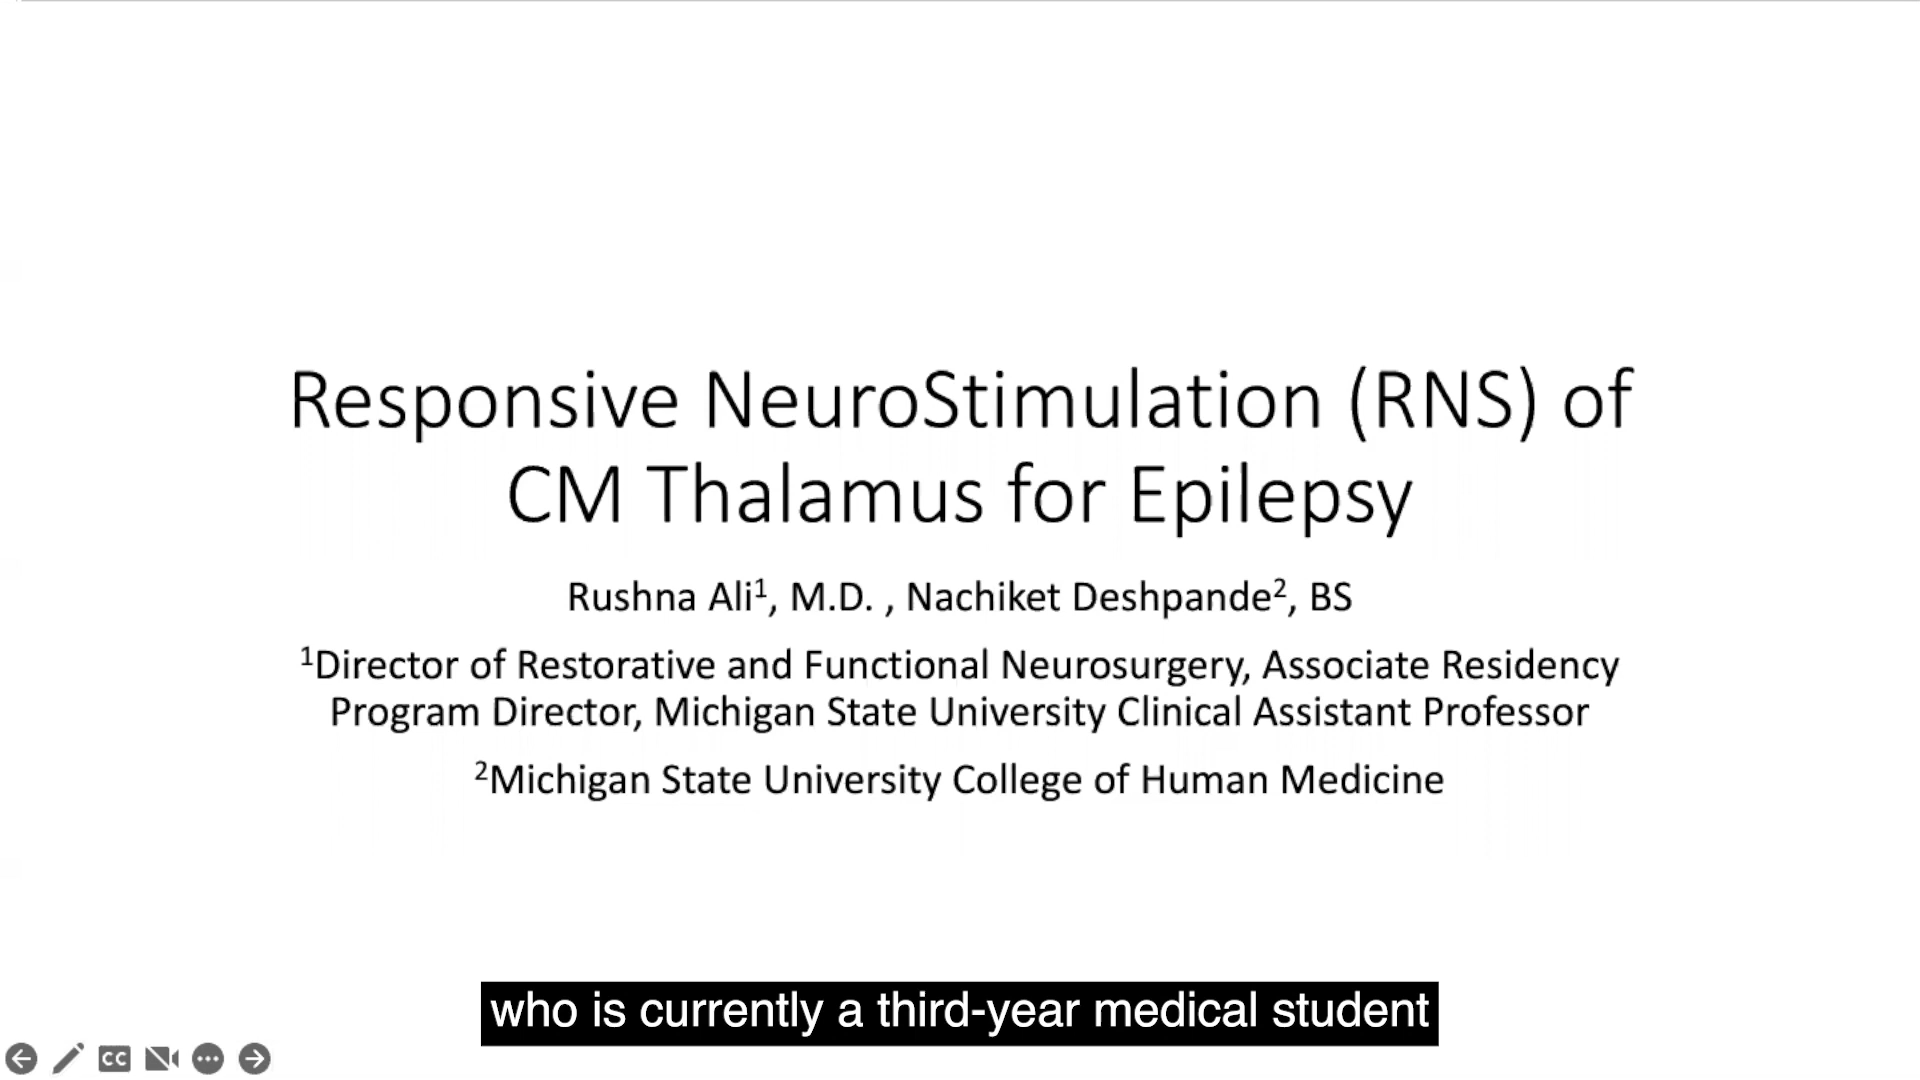 Responsive NeuroStimulation (RNS) of
CM Thalamus for Epilepsy
Rushna Ali¹, M.D. , Nachiket Deshpande², BS
¹Director of Restorative and Functional Neurosurgery, Associate Residency
Program Director, Michigan State University Clinical Assistant Professor
²Michigan State University College of Human Medicine
who is currently a third-year medical student
CC